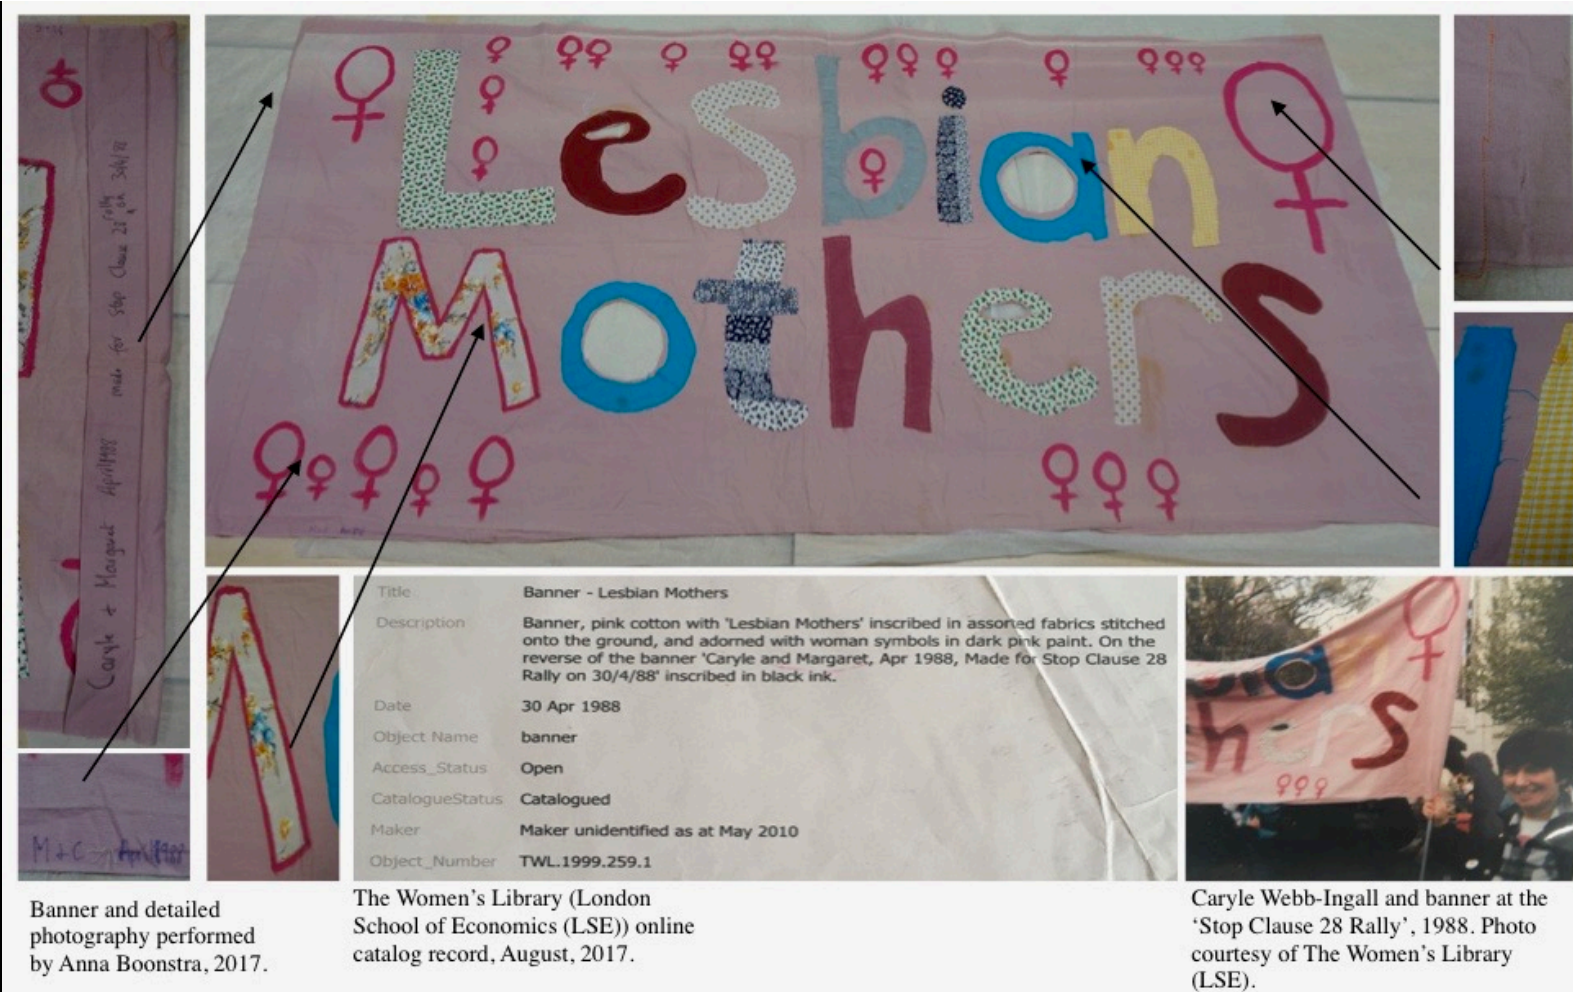 Lesbian
Mothers
Caryle + Margaret April 1988 made for Stop Clause 28 rally on 30/4/88
M + C April 1988
Title Banner - Lesbian Mothers
Description Banner, pink cotton with 'Lesbian Mothers' inscribed in assorted fabrics stitched
onto the ground, and adorned with woman symbols in dark pink paint. On the
reverse of the banner 'Caryle and Margaret, Apr 1988, Made for Stop Clause 28
Rally on 30/4/88' inscribed in black ink.
Date 30 Apr 1988
Object Name banner
Access_Status Open
CatalogueStatus Catalogued
Maker Maker unidentified as at May 2010
Object_Number TWL.1999.259.1
bian
hers
Banner and detailed
photography performed
by Anna Boonstra, 2017.
The Women's Library (London
School of Economics (LSE)) online
catalog record, August, 2017.
Caryle Webb-Ingall and banner at the
‘Stop Clause 28 Rally’, 1988. Photo
courtesy of The Women's Library
(LSE).